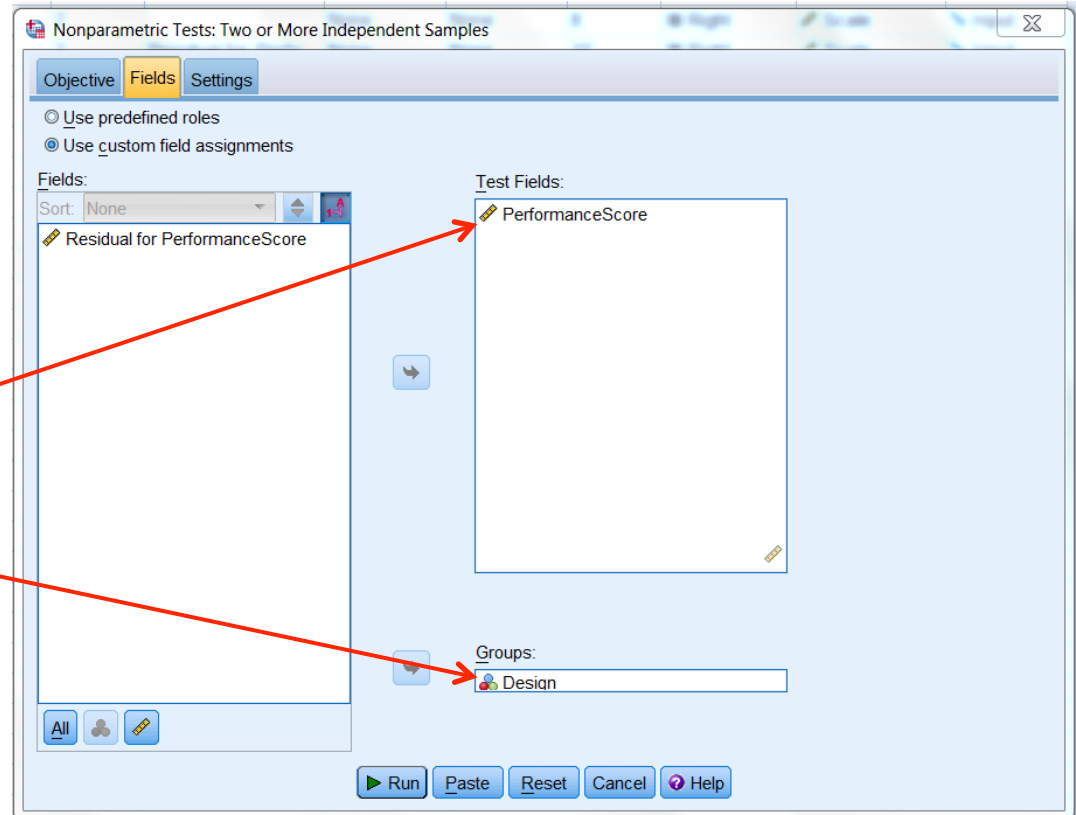 Nonparametric Tests: Two or More Independent Samples
Objective Fields Settings
Use predefined roles
Use custom field assignments
Fields:
Sort: None
Residual for PerformanceScore
Test Fields:
PerformanceScore
Groups:
Design
All
Run Paste Reset Cancel Help